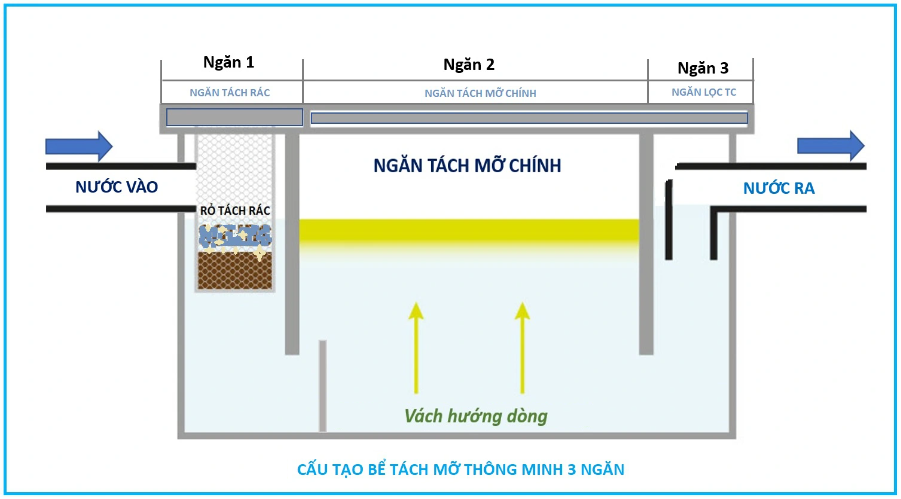 Ngăn 1
Ngăn 2
Ngăn 3
NGĂN TÁCH RÁC
NGĂN TÁCH MỠ CHÍNH
NGĂN LỌC TC
NGĂN TÁCH MỠ CHÍNH
NƯỚC VÀO
NƯỚC RA
RỎ TÁCH RÁC
Vách hướng dòng
CẤU TẠO BỂ TÁCH MỠ THÔNG MINH 3 NGĂN